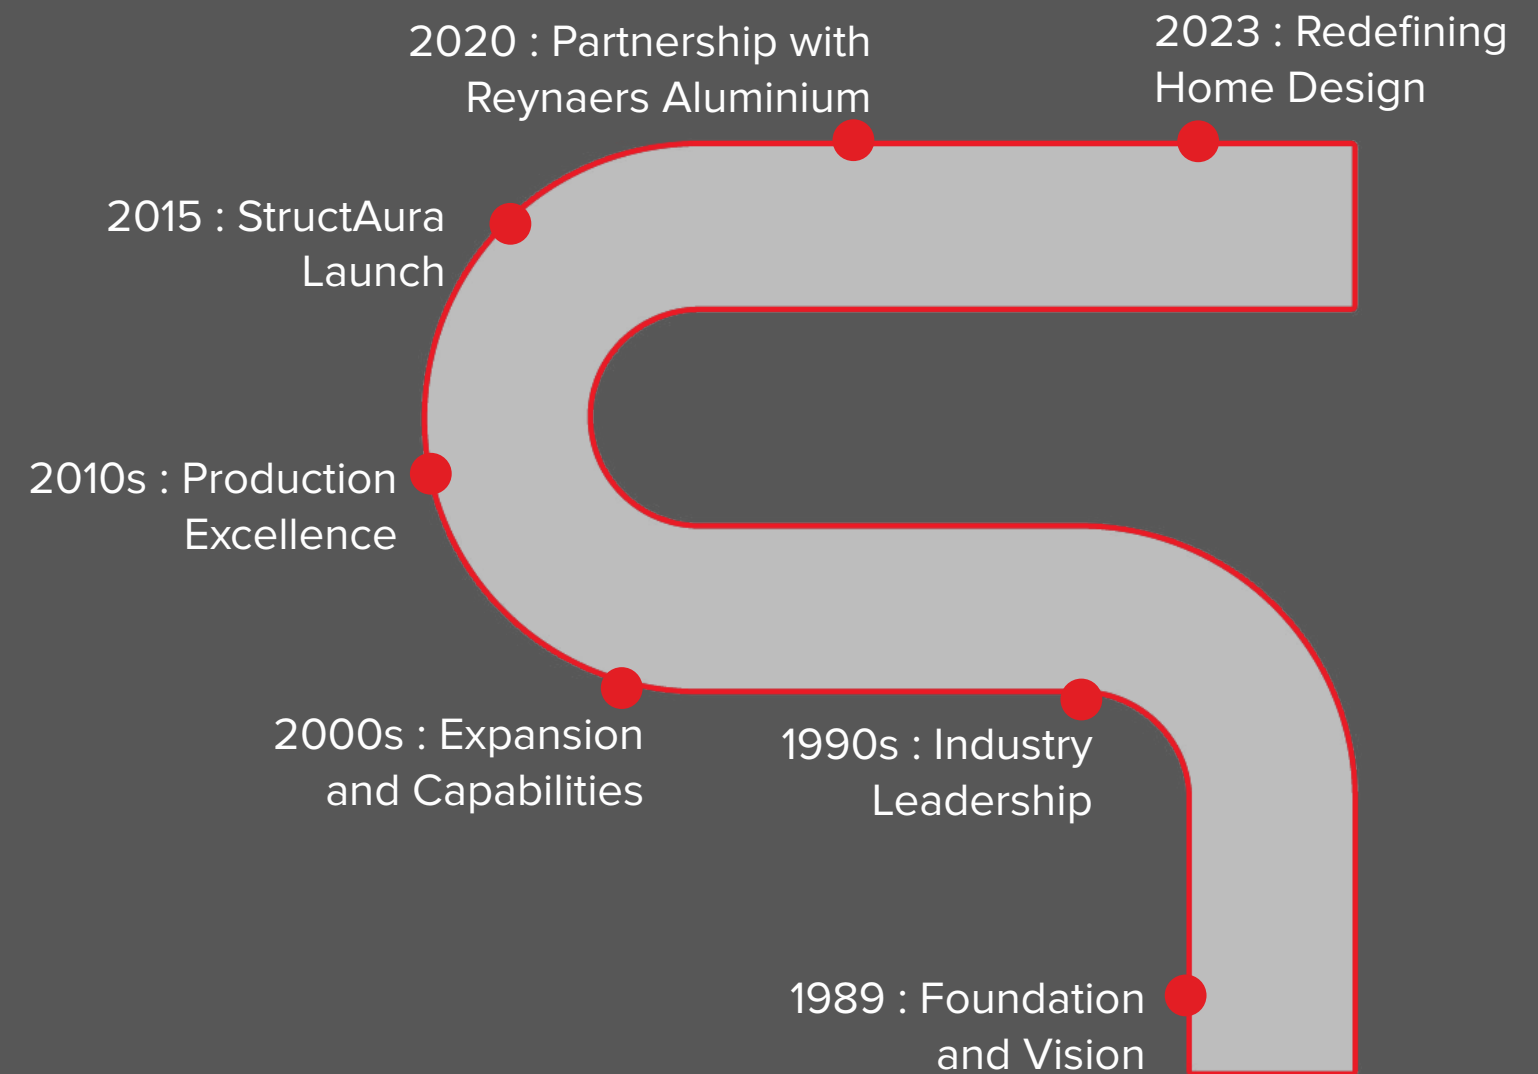 2020 : Partnership with
Reynaers Aluminium
2023 : Redefining
Home Design
2015 : StructAura
Launch
2010s : Production
Excellence
2000s : Expansion
and Capabilities
1990s : Industry
Leadership
1989 : Foundation
and Vision